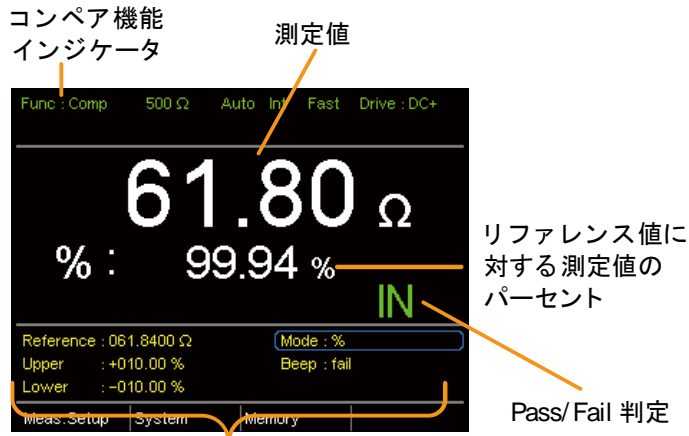 コンペア機能
インジケータ
測定値
Func : Comp 500 Ω Auto Int Fast Drive : DC+
61.80 Ω
% : 99.94 %
リファレンス値に
対する測定値の
パーセント
IN
Reference : 061.8400 Ω Mode : %
Upper : +010.00 % Beep : fail
Lower : -010.00 %
Pass/Fail 判定
Meas.Setup System Memory